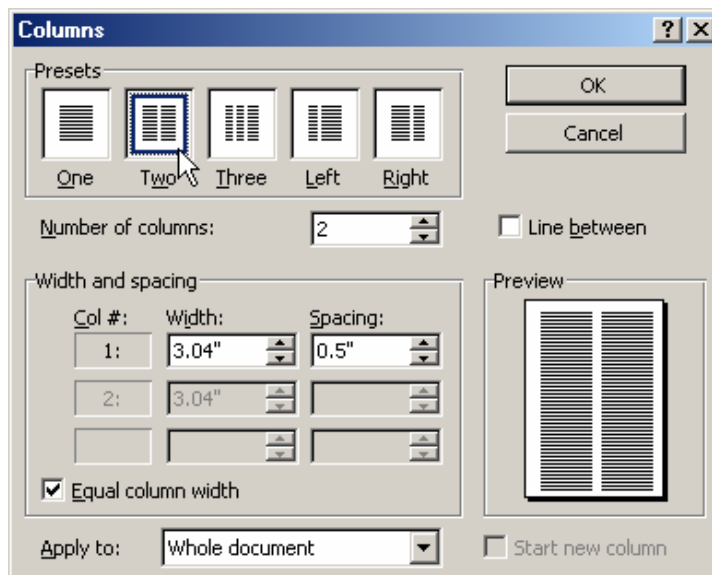 Columns
Presets
One Two Three Left Right
OK
Cancel
Number of columns: 2
Line between
Width and spacing
Preview
Col #: Width: Spacing:
1: 3.04" 0.5"
2: 3.04"
Equal column width
Apply to: Whole document
Start new column